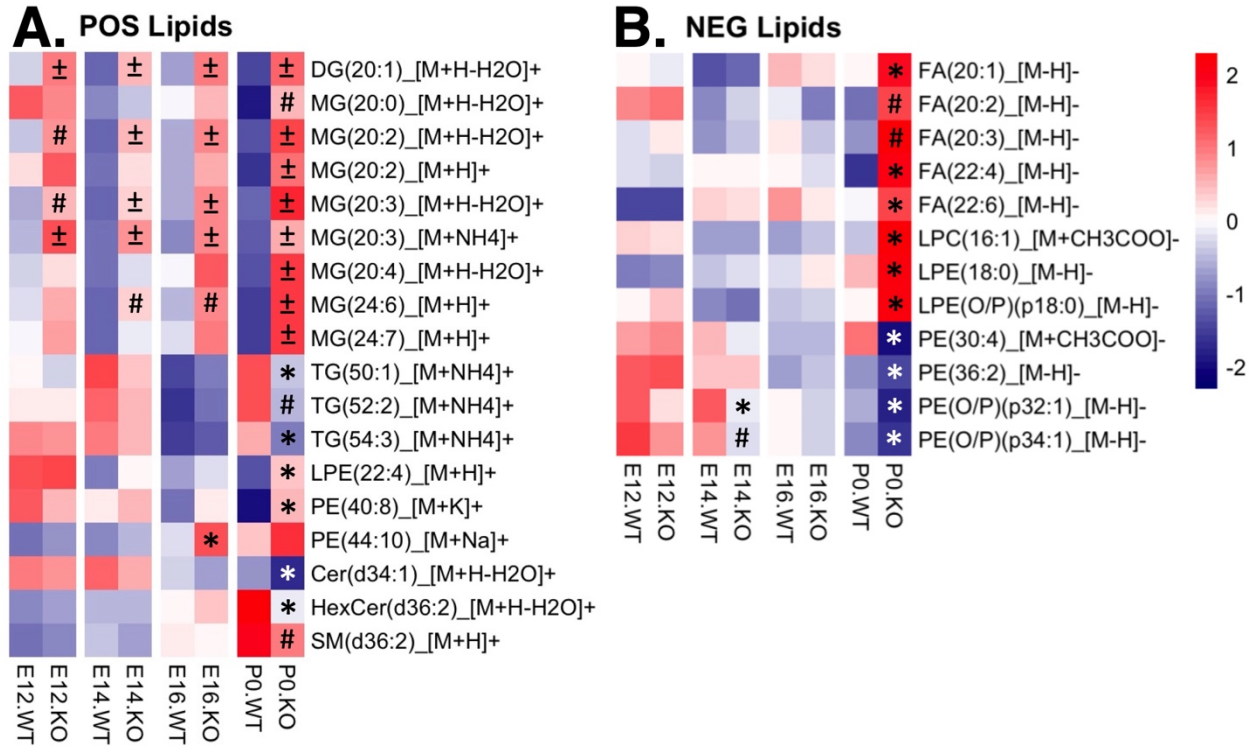 A. POS Lipids
± ± ± ± DG(20:1)_[M+H-H2O]+
# MG(20:0)_[M+H-H2O]+
# ± ± ± MG(20:2)_[M+H-H2O]+
± MG(20:2)_[M+H]+
# ± ± ± MG(20:3)_[M+H-H2O]+
± ± ± ± MG(20:3)_[M+NH4]+
± MG(20:4)_[M+H-H2O]+
# # ± MG(24:6)_[M+H]+
± MG(24:7)_[M+H]+
* TG(50:1)_[M+NH4]+
# TG(52:2)_[M+NH4]+
* TG(54:3)_[M+NH4]+
* LPE(22:4)_[M+H]+
* PE(40:8)_[M+K]+
* PE(44:10)_[M+Na]+
* Cer(d34:1)_[M+H-H2O]+
* HexCer(d36:2)_[M+H-H2O]+
# SM(d36:2)_[M+H]+
E12.WT
E12.KO
E14.WT
E14.KO
E16.WT
E16.KO
P0.WT
P0.KO
B. NEG Lipids
* FA(20:1)_[M-H]-
# FA(20:2)_[M-H]-
# FA(20:3)_[M-H]-
* FA(22:4)_[M-H]-
* FA(22:6)_[M-H]-
* LPC(16:1)_[M+CH3COO]-
* LPE(18:0)_[M-H]-
* LPE(O/P)(p18:0)_[M-H]-
* PE(30:4)_[M+CH3COO]-
* PE(36:2)_[M-H]-
* * PE(O/P)(p32:1)_[M-H]-
# * PE(O/P)(p34:1)_[M-H]-
E12.WT
E12.KO
E14.WT
E14.KO
E16.WT
E16.KO
P0.WT
P0.KO
2
1
0
-1
-2